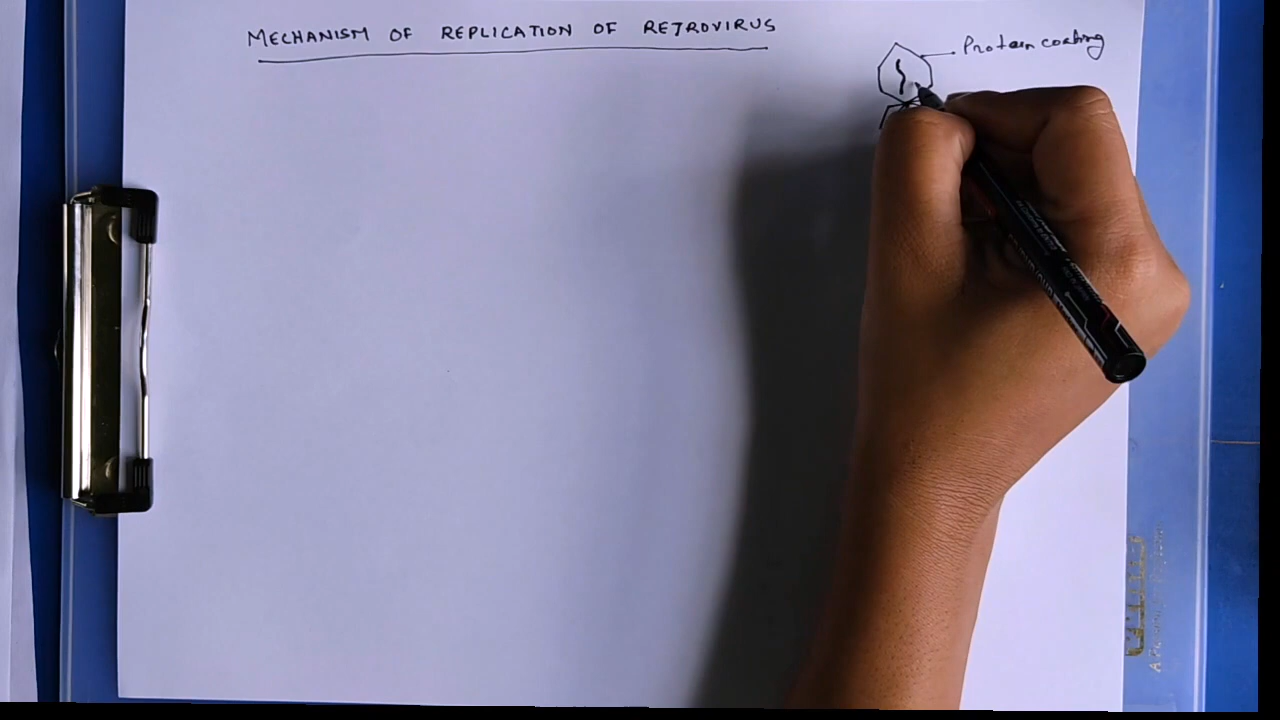 MECHANISM OF REPLICATION OF RETROVIRUS
Protein coating